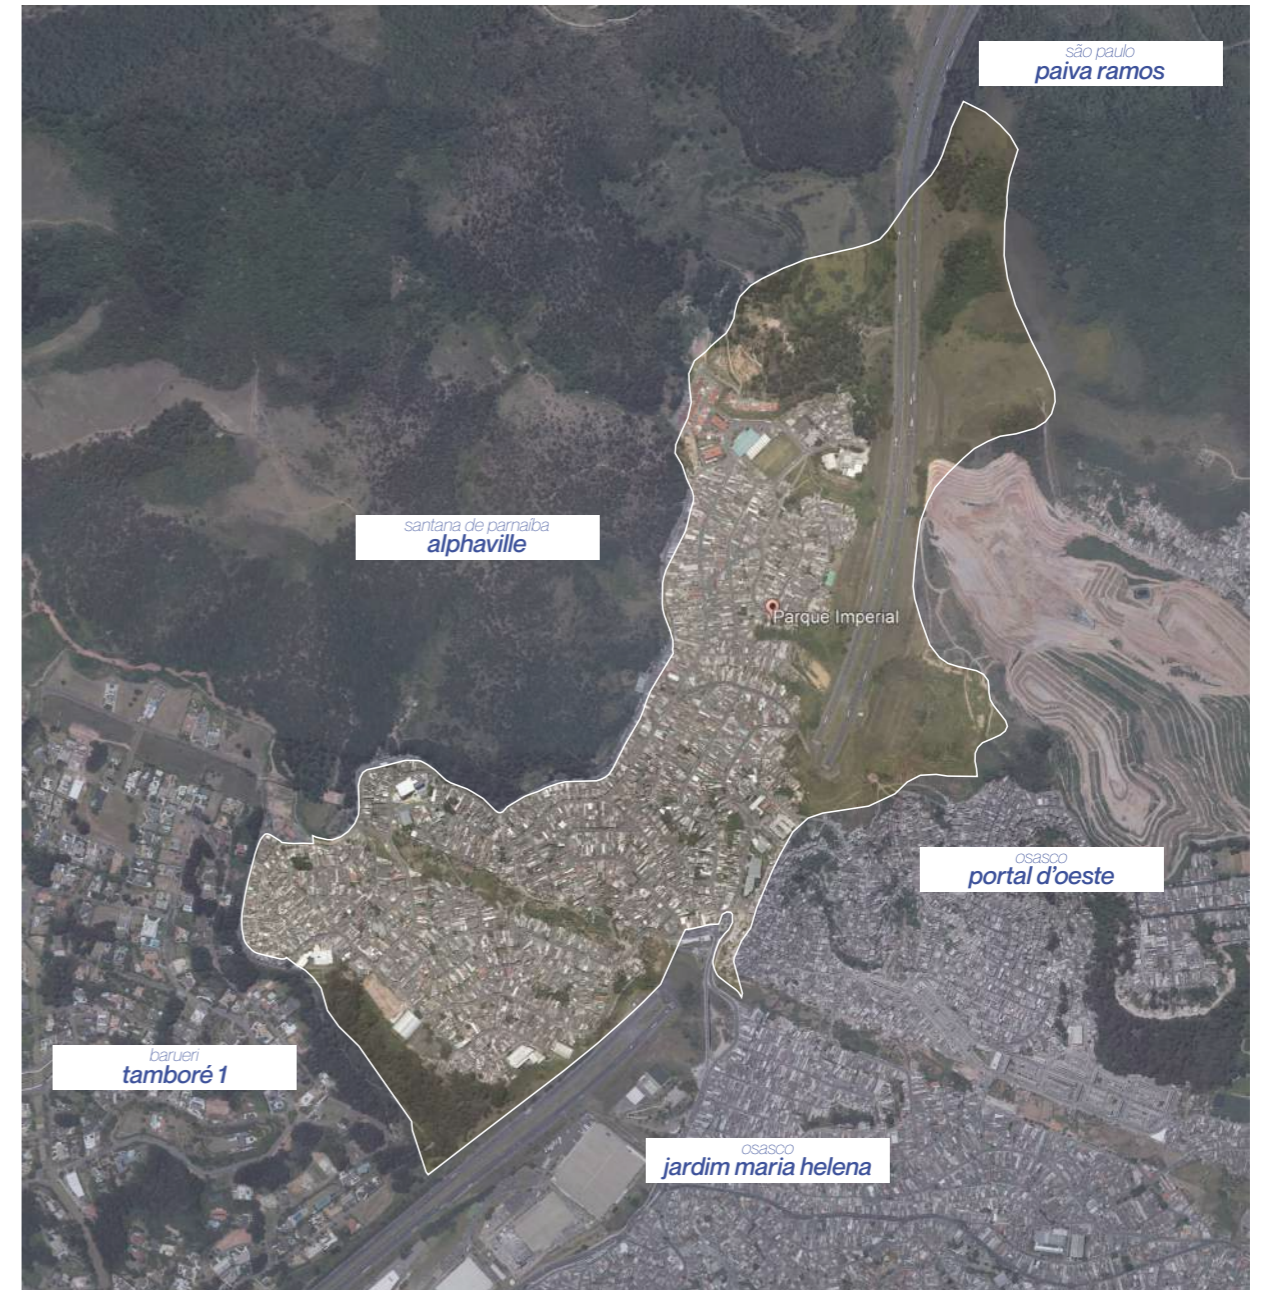 são paulo
paiva ramos
santana de parnaíba
alphaville
Parque Imperial
osasco
portal d'oeste
barueri
tamboré 1
osasco
jardim maria helena